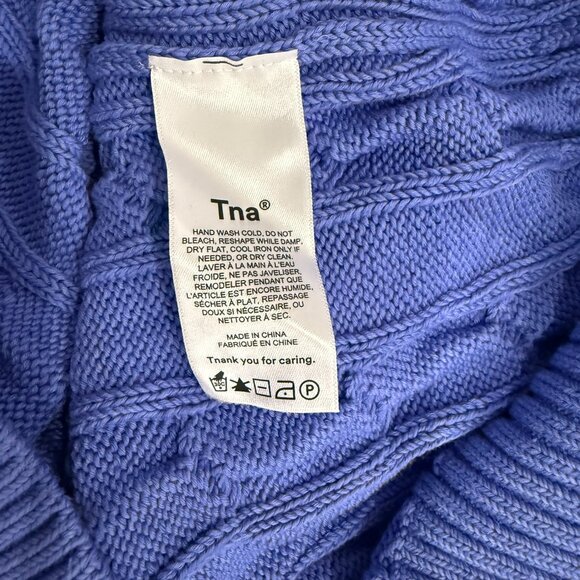 Tna®
HAND WASH COLD, DO NOT
BLEACH, RESHAPE WHILE DAMP.
DRY FLAT, COOL IRON ONLY IF
NEEDED, OR DRY CLEAN.
LAVER À LA MAIN À L'EAU
FROIDE, NE PAS JAVELISER,
REMODELER PENDANT QUE
L'ARTICLE EST ENCORE HUMIDE,
SÉCHER À PLAT, REPASSAGE
DOUX SI NÉCESSAIRE, OU
NETTOYER À SEC.
MADE IN CHINA
FABRIQUÉ EN CHINE
Tnank you for caring.
P